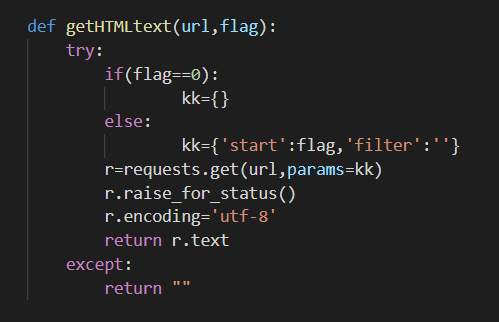 def getHTMLtext(url,flag):
    try:
        if(flag==0):
                kk={}
        else:
                kk={'start':flag,'filter':''}
        r=requests.get(url,params=kk)
        r.raise_for_status()
        r.encoding='utf-8'
        return r.text
    except:
        return ""